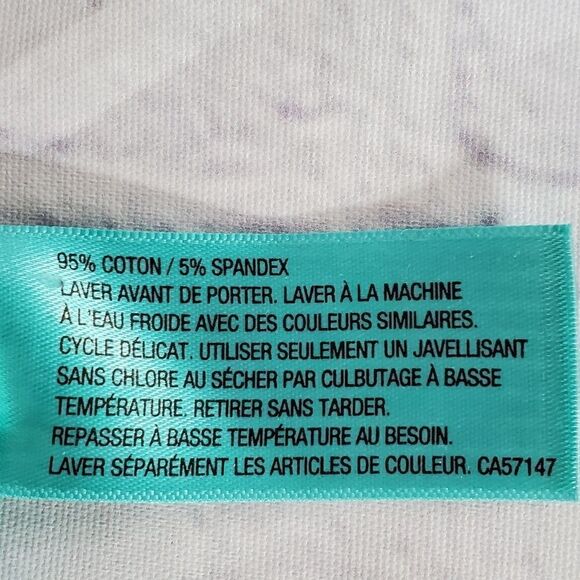 95% COTON / 5% SPANDEX
LAVER AVANT DE PORTER. LAVER À LA MACHINE
À L'EAU FROIDE AVEC DES COULEURS SIMILAIRES.
CYCLE DÉLICAT. UTILISER SEULEMENT UN JAVELLISANT
SANS CHLORE AU SÉCHER PAR CULBUTAGE À BASSE
TEMPÉRATURE. RETIRER SANS TARDER.
REPASSER À BASSE TEMPÉRATURE AU BESOIN.
LAVER SÉPARÉMENT LES ARTICLES DE COULEUR. CA57147